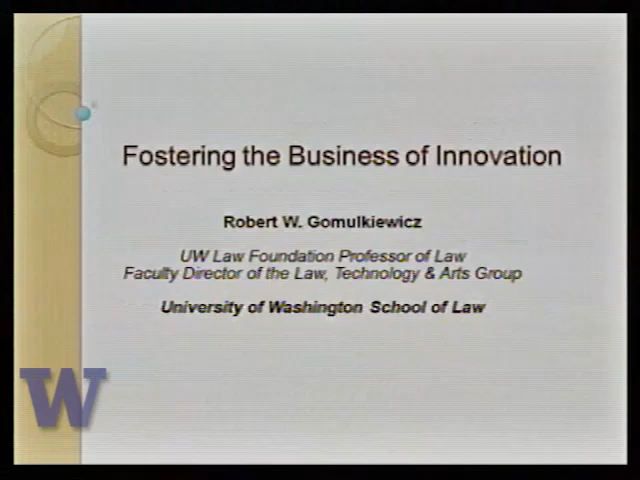 Fostering the Business of Innovation
Robert W. Gomulkiewicz
UW Law Foundation Professor of Law
Faculty Director of the Law, Technology & Arts Group
University of Washington School of Law
W